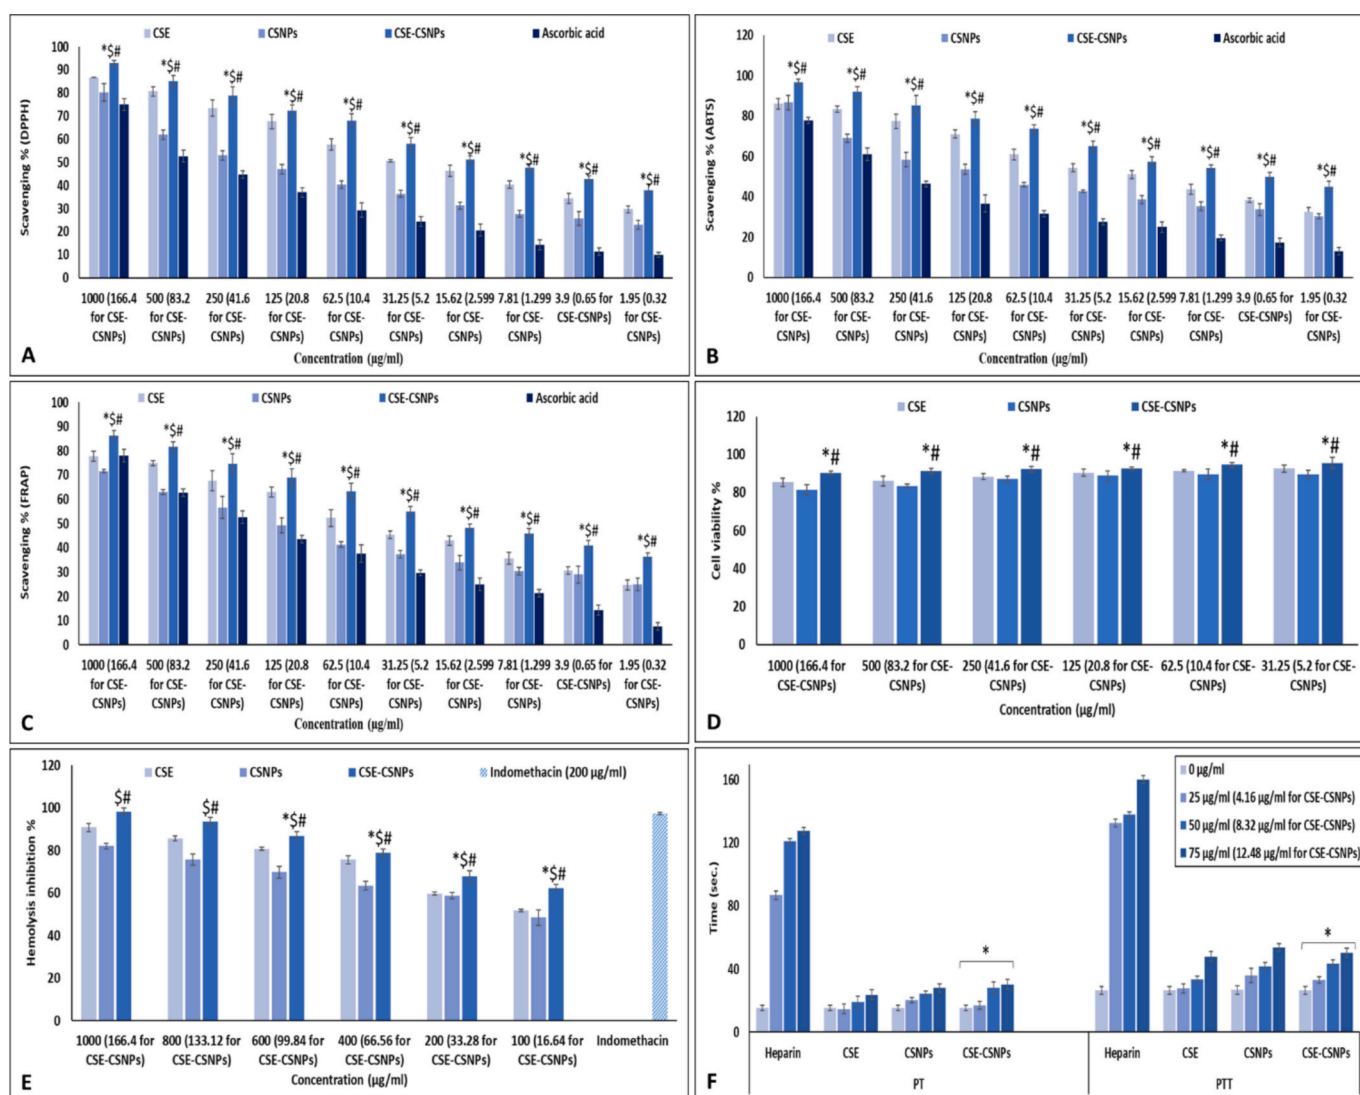 CSE CSNPs CSE-CSNPs Ascorbic acid
Scavenging % (DPPH)
100
90
80
70
60
50
40
30
20
10
0
*$# *$# *$# *$# *$# *$# *$# *$# *$# *$#
1000 (166.4 500 (83.2 250 (41.6 125 (20.8 62.5 (10.4 31.25 (5.2 15.62 (2.599 7.81 (1.299 3.9 (0.65 for 1.95 (0.32
for CSE- for CSE- for CSE- for CSE- for CSE- for CSE- for CSE- for CSE- CSE-CSNPs) for CSE-
CSNPs) CSNPs) CSNPs) CSNPs) CSNPs) CSNPs) CSNPs) CSNPs) CSNPs)
Concentration (µg/ml)
A
CSE CSNPs CSE-CSNPs Ascorbic acid
Scavenging % (ABTS)
120
100
80
60
40
20
0
*$# *$# *$# *$# *$# *$# *$# *$# *$# *$#
1000 (166.4 500 (83.2 250 (41.6 125 (20.8 62.5 (10.4 31.25 (5.2 15.62 (2.599 7.81 (1.299 3.9 (0.65 for 1.95 (0.32
for CSE- for CSE- for CSE- for CSE- for CSE- for CSE- for CSE- for CSE- CSE-CSNPs) for CSE-
CSNPs) CSNPs) CSNPs) CSNPs) CSNPs) CSNPs) CSNPs) CSNPs) CSNPs)
Concentration (µg/ml)
B
CSE CSNPs CSE-CSNPs Ascorbic acid
Scavenging % (FRAP)
100
90
80
70
60
50
40
30
20
10
0
*$# *$# *$# *$# *$# *$# *$# *$# *$# *$#
1000 (166.4 500 (83.2 250 (41.6 125 (20.8 62.5 (10.4 31.25 (5.2 15.62 (2.599 7.81 (1.299 3.9 (0.65 for 1.95 (0.32
for CSE- for CSE- for CSE- for CSE- for CSE- for CSE- for CSE- for CSE- CSE-CSNPs) for CSE-
CSNPs) CSNPs) CSNPs) CSNPs) CSNPs) CSNPs) CSNPs) CSNPs) CSNPs)
Concentration (µg/ml)
C
CSE CSNPs CSE-CSNPs
Cell viability %
120
100
80
60
40
20
0
*# *# *# *# *# *#
1000 (166.4 for 500 (83.2 for CSE- 250 (41.6 for CSE- 125 (20.8 for CSE- 62.5 (10.4 for CSE- 31.25 (5.2 for CSE-
CSE-CSNPs) CSNPs) CSNPs) CSNPs) CSNPs) CSNPs)
Concentration (µg/ml)
D
CSE CSNPs CSE-CSNPs Indomethacin (200 µg/ml)
Hemolysis inhibition %
120
100
80
60
40
20
0
$# $# *$# *$# *$# *$#
1000 (166.4 for 800 (133.12 for 600 (99.84 for 400 (66.56 for 200 (33.28 for 100 (16.64 for Indomethacin
CSE-CSNPs) CSE-CSNPs) CSE-CSNPs) CSE-CSNPs) CSE-CSNPs) CSE-CSNPs)
Concentration (µg/ml)
E
0 µg/ml
25 µg/ml (4.16 µg/ml for CSE-CSNPs)
50 µg/ml (8.32 µg/ml for CSE-CSNPs)
75 µg/ml (12.48 µg/ml for CSE-CSNPs)
Time (sec.)
160
120
80
40
0
* *
Heparin CSE CSNPs CSE-CSNPs Heparin CSE CSNPs CSE-CSNPs
PT PTT
F